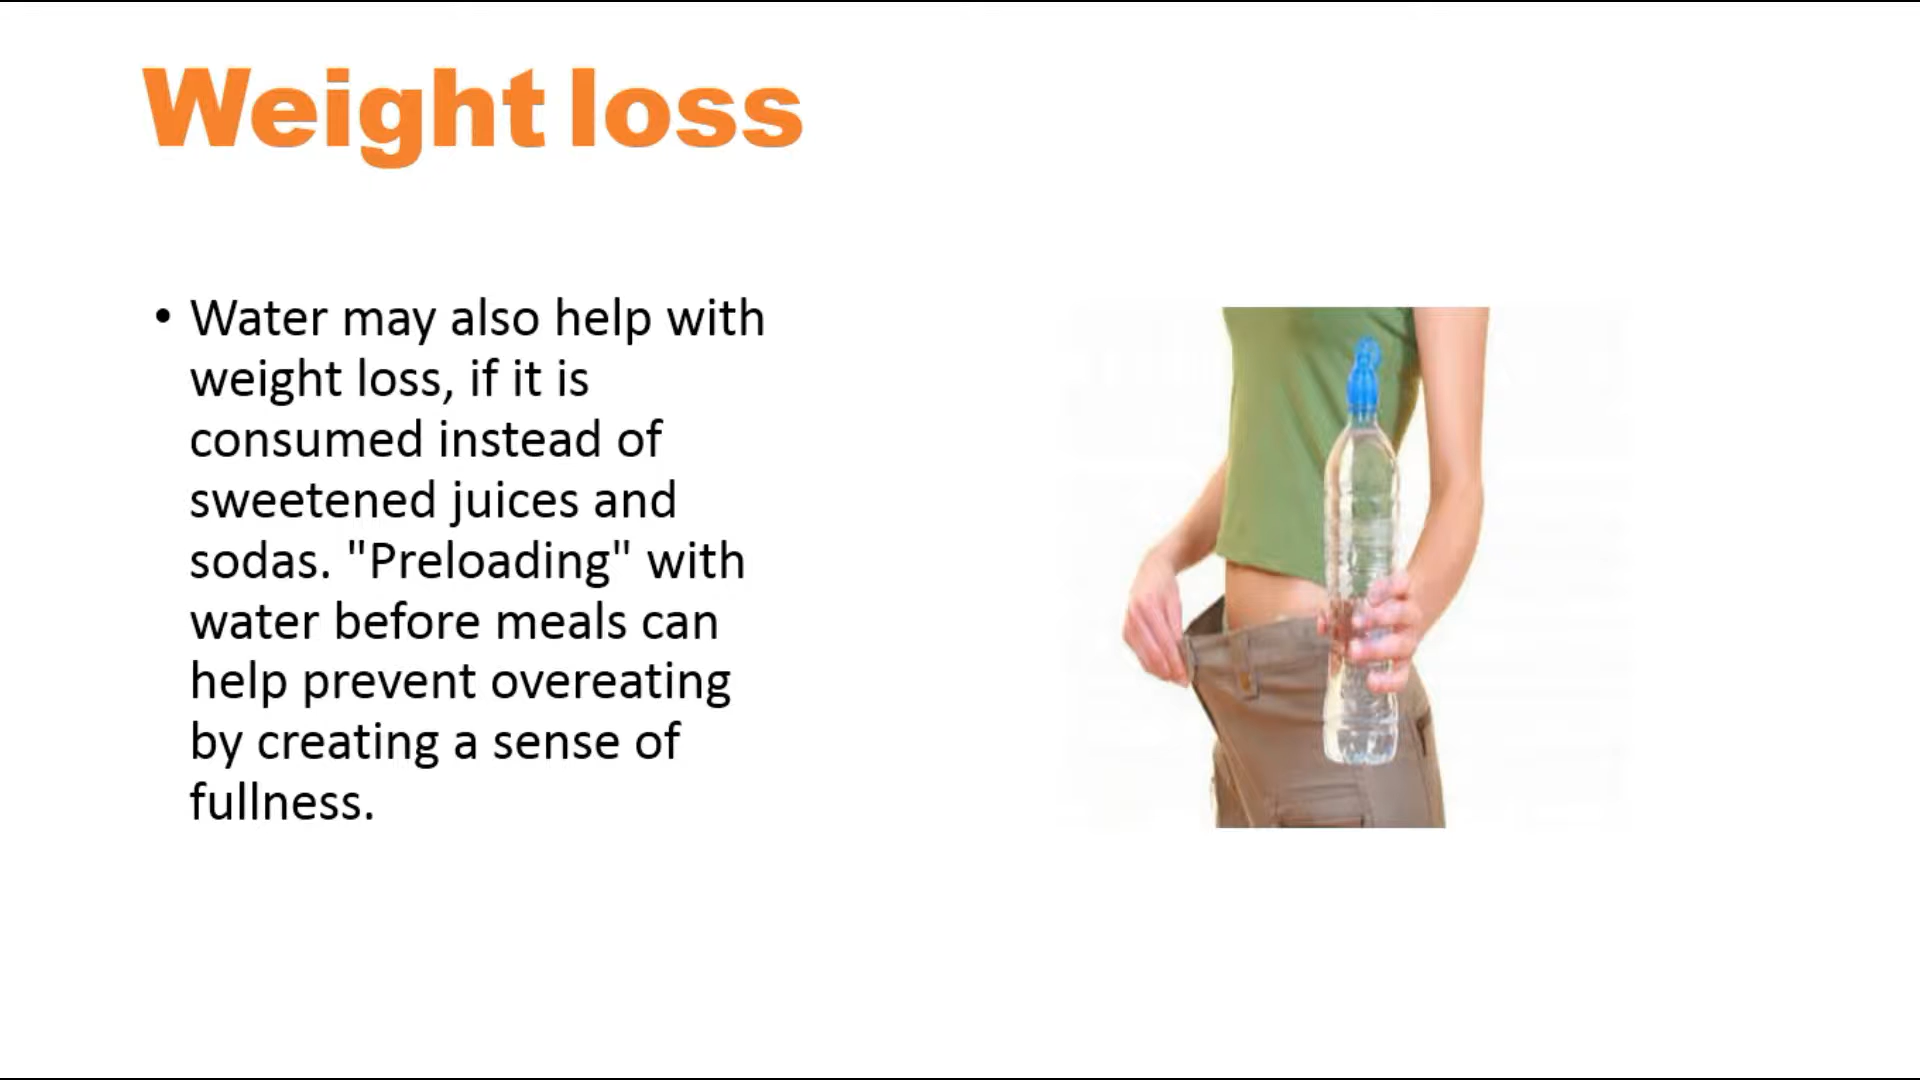 Weight loss
• Water may also help with
weight loss, if it is
consumed instead of
sweetened juices and
sodas. "Preloading" with
water before meals can
help prevent overeating
by creating a sense of
fullness.